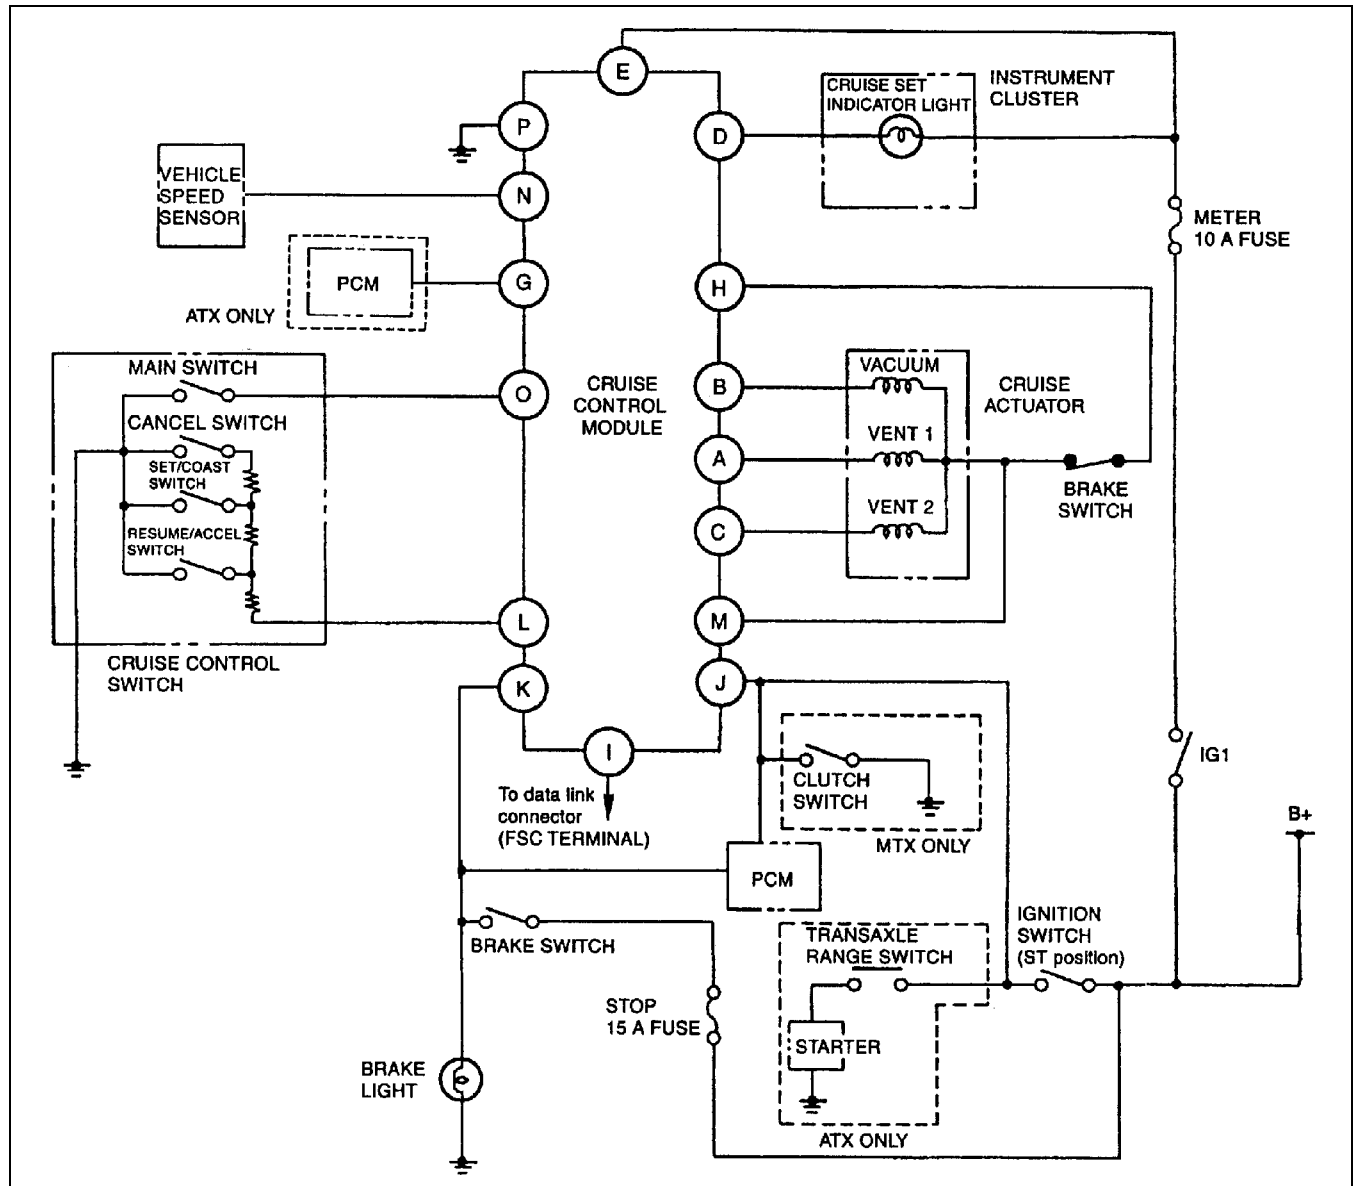 E
P
D
CRUISE SET
INDICATOR LIGHT
INSTRUMENT
CLUSTER
VEHICLE
SPEED
SENSOR
N
METER
10 A FUSE
PCM
G
ATX ONLY
H
MAIN SWITCH
O
CRUISE
CONTROL
MODULE
B
VACUUM
CRUISE
ACTUATOR
CANCEL SWITCH
SET/COAST
SWITCH
A
VENT 1
BRAKE
SWITCH
RESUME/ACCEL
SWITCH
C
VENT 2
L
M
CRUISE CONTROL
SWITCH
K
J
I
To data link
connector
(FSC TERMINAL)
CLUTCH
SWITCH
MTX ONLY
IG1
B+
PCM
BRAKE SWITCH
TRANSAXLE
RANGE SWITCH
IGNITION
SWITCH
(ST position)
STOP
15 A FUSE
STARTER
BRAKE
LIGHT
ATX ONLY